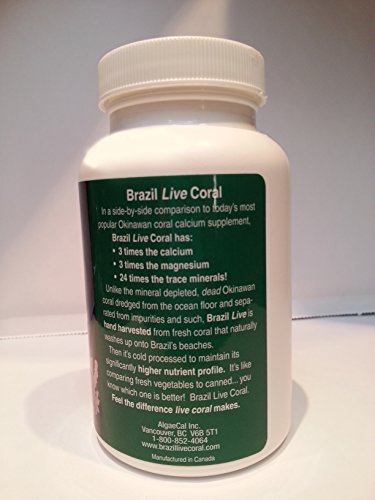 Brazil Live Coral
In a side-by-side comparison to today's most
popular Okinawan coral calcium supplement,
Brazil Live Coral has:
• 3 times the calcium
• 3 times the magnesium
• 24 times the trace minerals!
Unlike the mineral depleted, dead Okinawan
coral dredged from the ocean floor and sepa-
rated from impurities and such, Brazil Live is
hand harvested from fresh coral that naturally
washes up onto Brazil's beaches.
Then it's cold processed to maintain its
significantly higher nutrient profile. It's like
comparing fresh vegetables to canned... you
know which one is better! Brazil Live Coral.
Feel the difference live coral makes.
AlgaeCal Inc.
Vancouver, BC V6B 5T1
1-800-852-4064
www.brazillivecoral.com
Manufactured in Canada